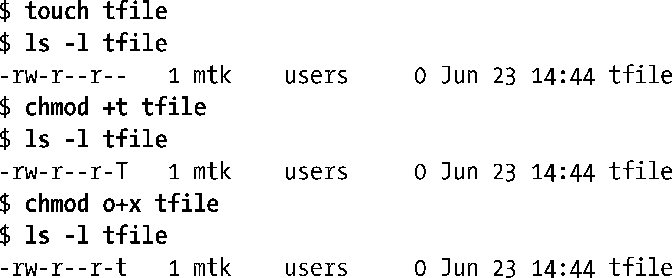 $ touch tfile
$ ls -l tfile
-rw-r--r--   1 mtk    users    0 Jun 23 14:44 tfile
$ chmod +t tfile
$ ls -l tfile
-rw-r--r-T   1 mtk    users    0 Jun 23 14:44 tfile
$ chmod o+x tfile
$ ls -l tfile
-rw-r--r-t   1 mtk    users    0 Jun 23 14:44 tfile